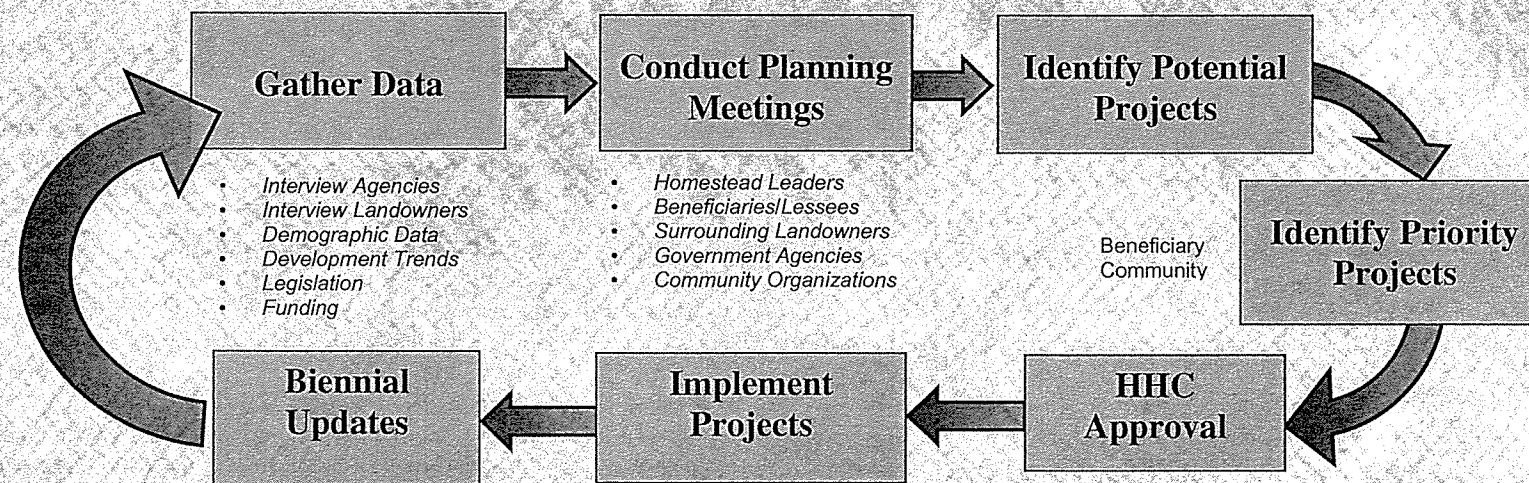 Gather Data
Conduct Planning
Meetings
Identify Potential
Projects
• Interview Agencies
• Interview Landowners
• Demographic Data
• Development Trends
• Legislation
• Funding
• Homestead Leaders
• Beneficiaries/Lessees
• Surrounding Landowners
• Government Agencies
• Community Organizations
Beneficiary
Community
Identify Priority
Projects
HHC
Approval
Implement
Projects
Biennial
Updates